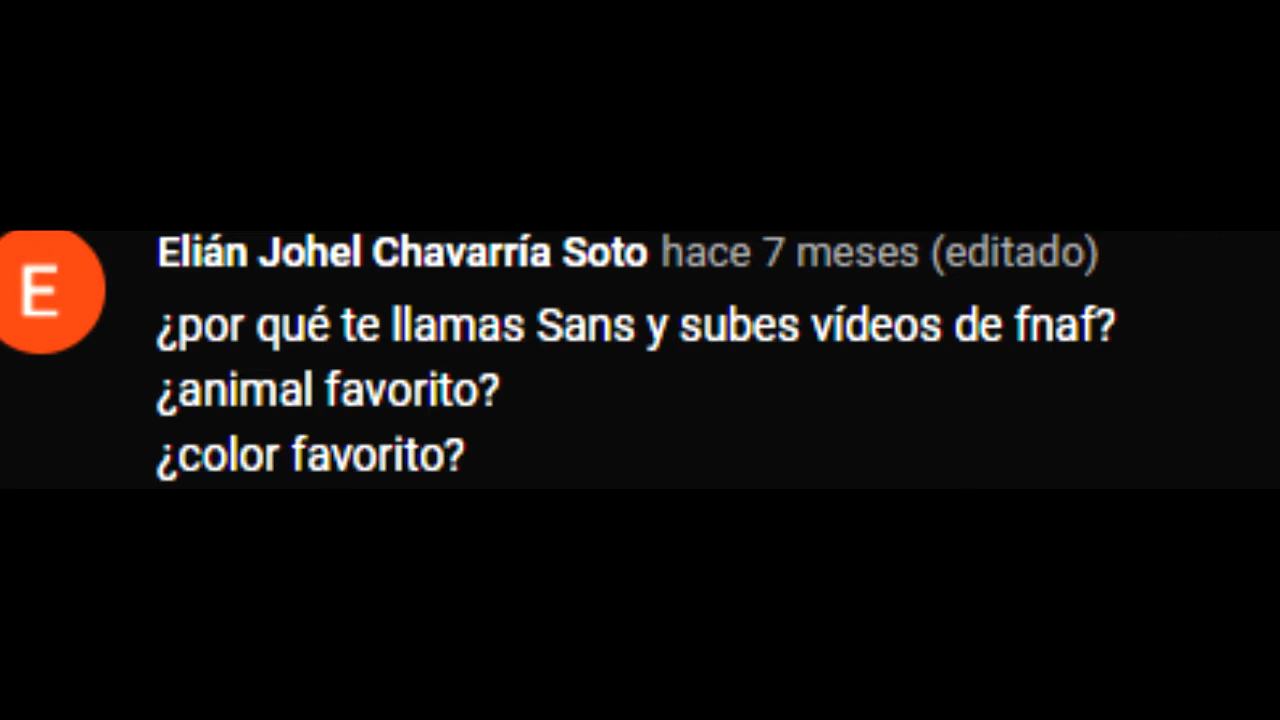 E
Elián Johel Chavarría Soto hace 7 meses (editado)
¿por qué te llamas Sans y subes vídeos de fnaf?
¿animal favorito?
¿color favorito?